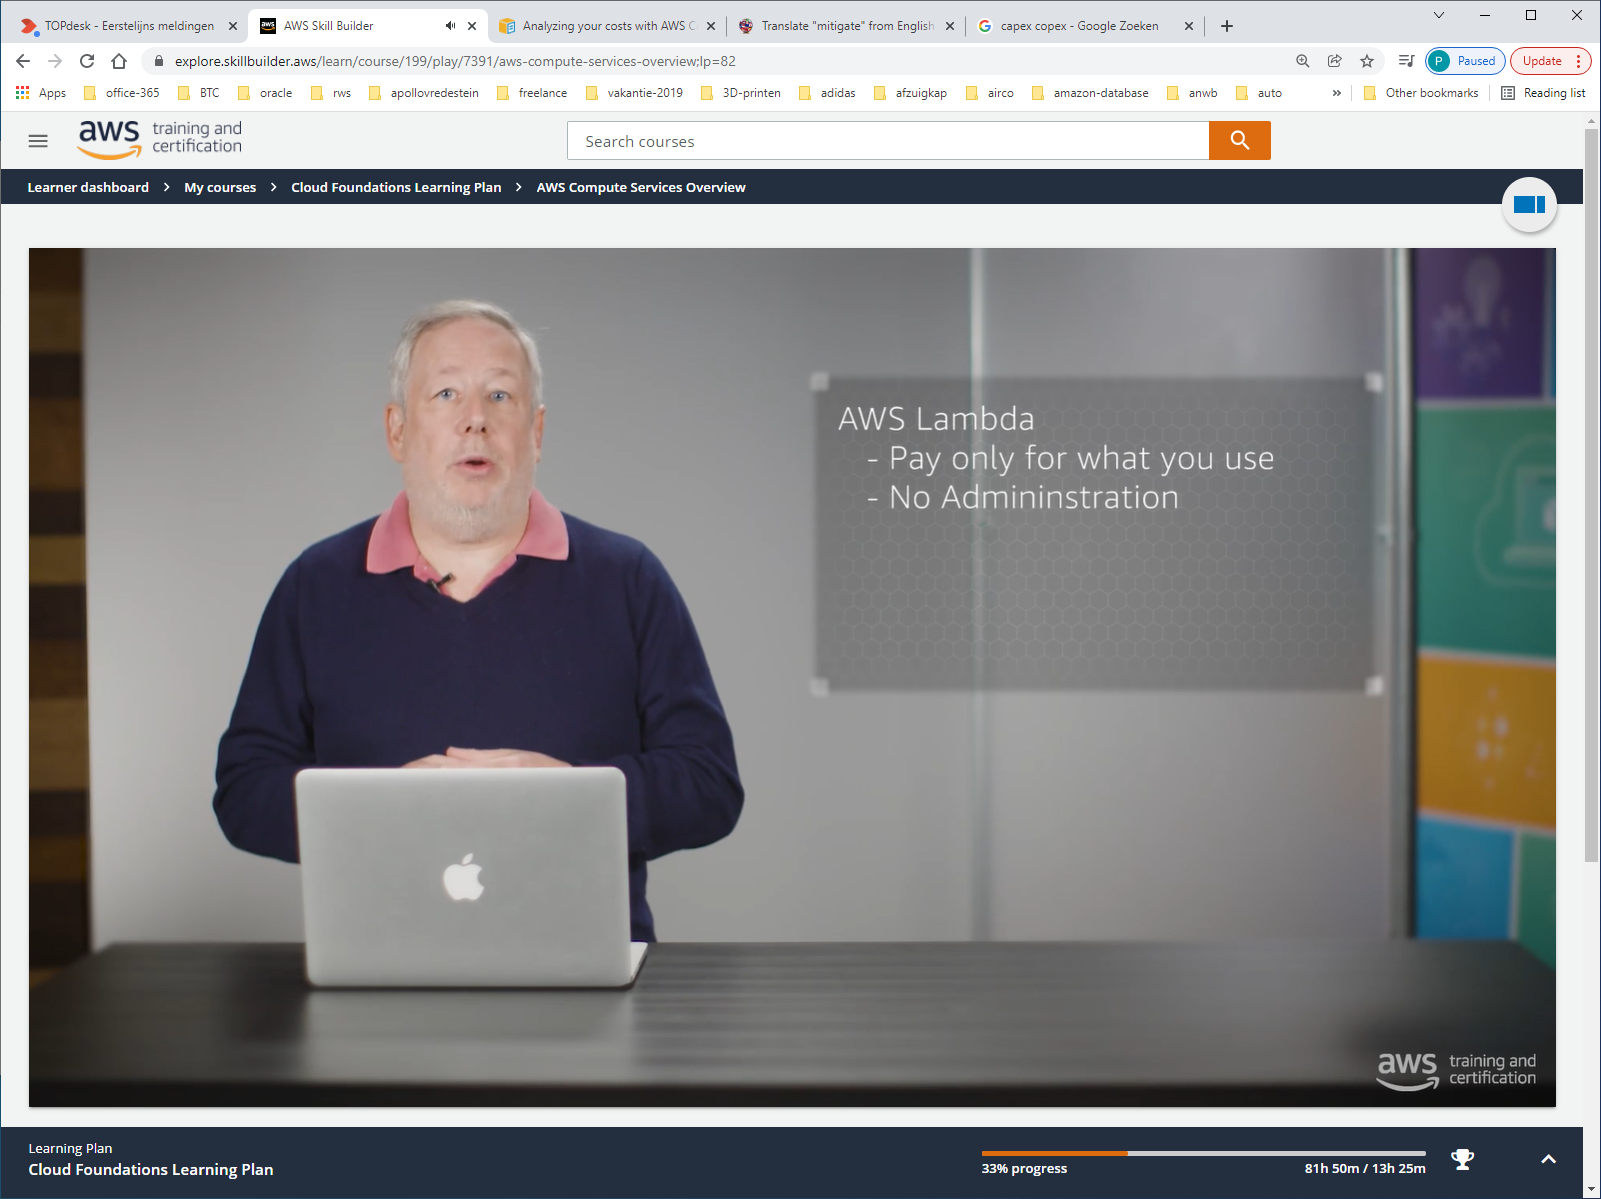 TOPdesk - Eerstelijns meldingen
AWS Skill Builder
Analyzing your costs with AWS C
Translate "mitigate" from English
capex copex - Google Zoeken
explore.skillbuilder.aws/learn/course/199/play/7391/aws-compute-services-overview;lp=82
P Paused
Update
Apps
office-365
BTC
oracle
rws
apollovredestein
freelance
vakantie-2019
3D-printen
adidas
afzuigkap
airco
amazon-database
anwb
auto
»
Other bookmarks
Reading list
aws training and
certification
Search courses
Learner dashboard > My courses > Cloud Foundations Learning Plan > AWS Compute Services Overview
AWS Lambda
- Pay only for what you use
- No Admininstration
aws training and
certification
Learning Plan
Cloud Foundations Learning Plan
33% progress
81h 50m / 13h 25m